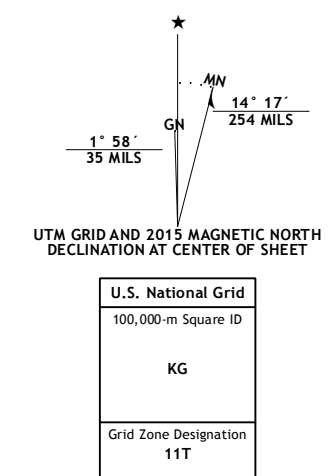 ★
MN
14° 17´
254 MILS
GN
1° 58´
35 MILS
UTM GRID AND 2015 MAGNETIC NORTH
DECLINATION AT CENTER OF SHEET
U.S. National Grid
100,000-m Square ID
KG
Grid Zone Designation
11T